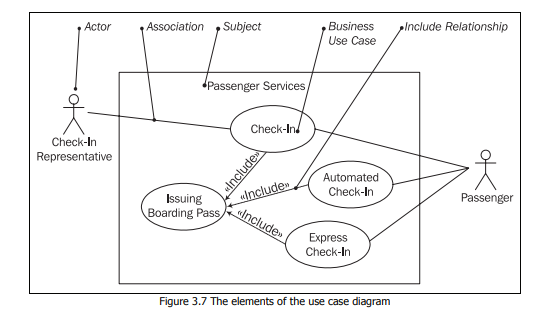 Actor
Association
Subject
Business
Use Case
Include Relationship
Passenger Services
Check-In
Check-In
Representative
«Include»
«Include»
«Include»
Automated
Check-In
Issuing
Boarding Pass
Passenger
Express
Check-In
Figure 3.7 The elements of the use case diagram